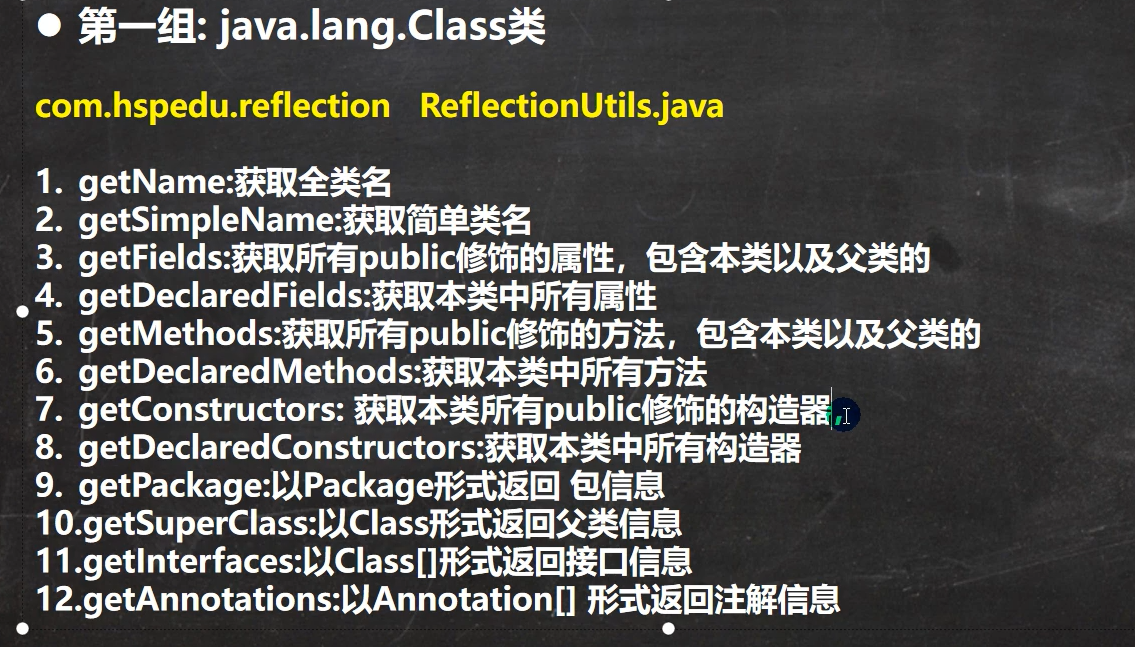 ● 第一组: java.lang.Class类
com.hspedu.reflection ReflectionUtils.java
1. getName:获取全类名
2. getSimpleName:获取简单类名
3. getFields:获取所有public修饰的属性，包含本类以及父类的
4. getDeclaredFields:获取本类中所有属性
5. getMethods:获取所有public修饰的方法，包含本类以及父类的
6. getDeclaredMethods:获取本类中所有方法
7. getConstructors: 获取本类所有public修饰的构造器
8. getDeclaredConstructors:获取本类中所有构造器
9. getPackage:以Package形式返回 包信息
10.getSuperClass:以Class形式返回父类信息
11.getInterfaces:以Class[]形式返回接口信息
12.getAnnotations:以Annotation[] 形式返回注解信息